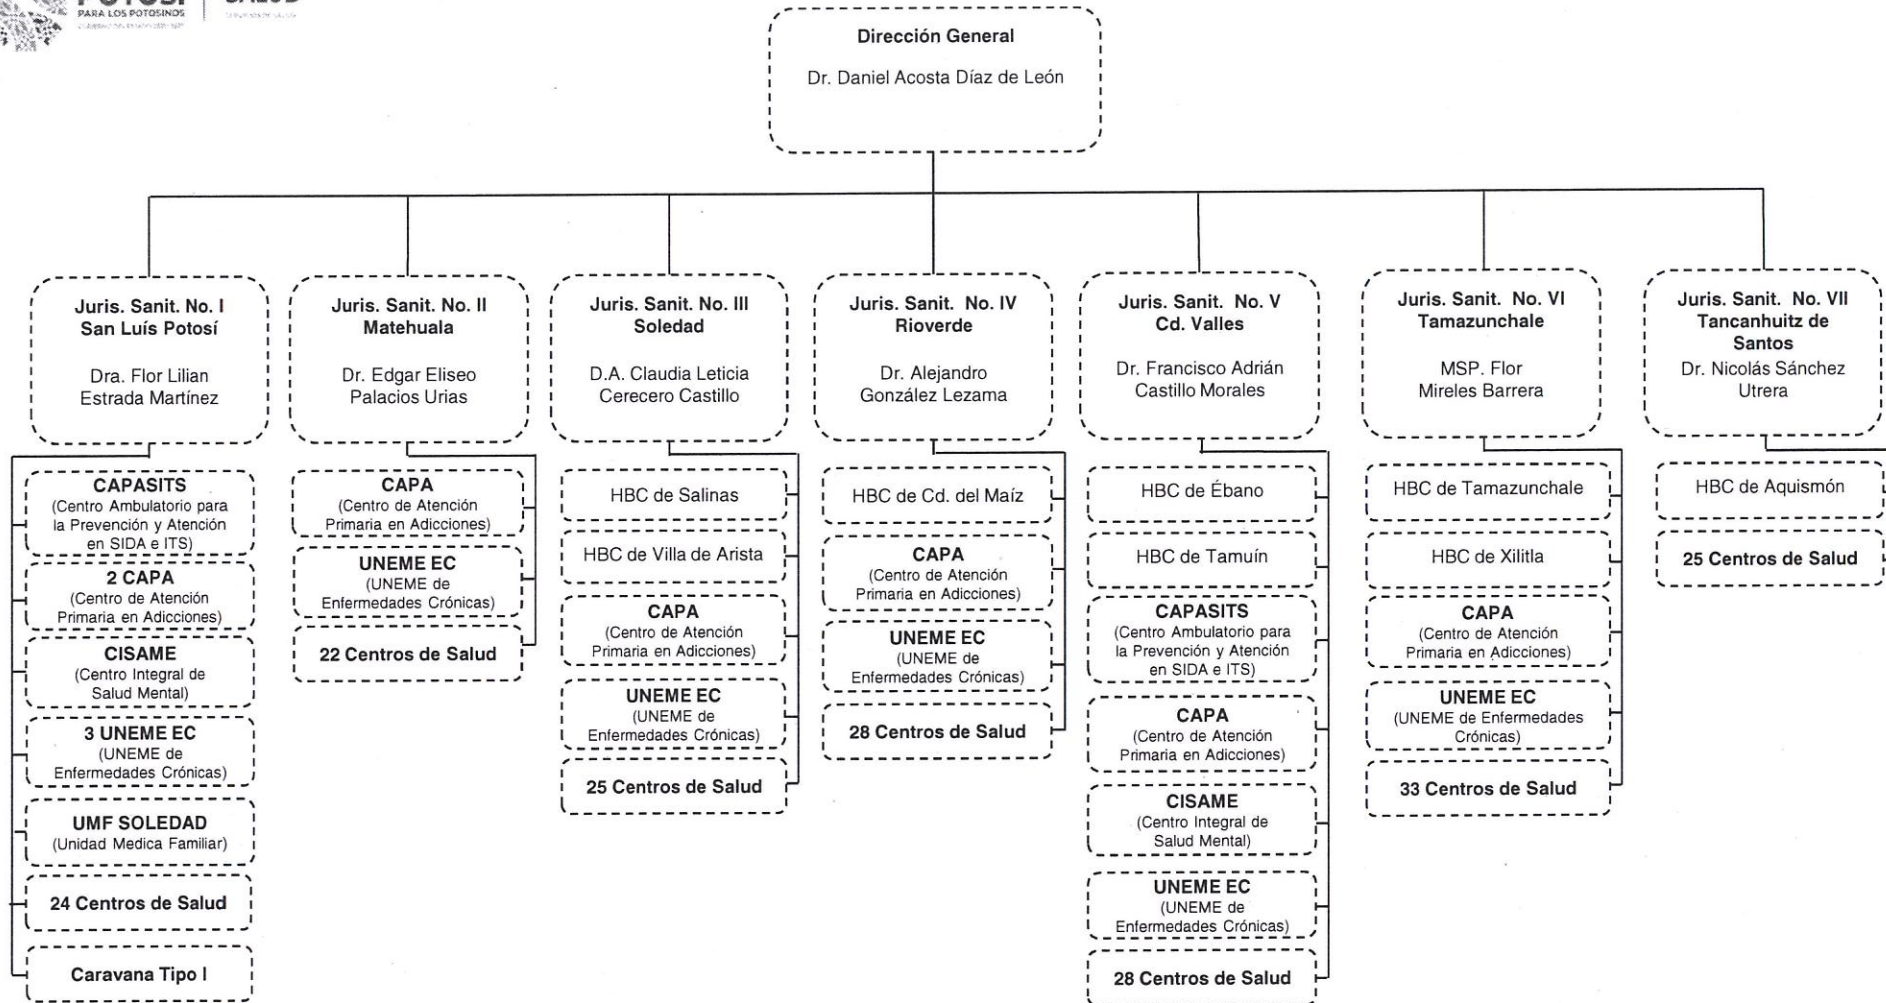 POTOSÍ
PARA LOS POTOSINOS
SALUD
Dirección General
Dr. Daniel Acosta Díaz de León
Juris. Sanit. No. I
San Luís Potosí
Dra. Flor Lilian
Estrada Martínez
CAPASITS
(Centro Ambulatorio para
la Prevención y Atención
en SIDA e ITS)
2 CAPA
(Centro de Atención
Primaria en Adicciones)
CISAME
(Centro Integral de
Salud Mental)
3 UNEME EC
(UNEME de
Enfermedades Crónicas)
UMF SOLEDAD
(Unidad Medica Familiar)
24 Centros de Salud
Caravana Tipo I
Juris. Sanit. No. II
Matehuala
Dr. Edgar Eliseo
Palacios Urias
CAPA
(Centro de Atención
Primaria en Adicciones)
UNEME EC
(UNEME de
Enfermedades Crónicas)
22 Centros de Salud
Juris. Sanit. No. III
Soledad
D.A. Claudia Leticia
Cerecero Castillo
HBC de Salinas
HBC de Villa de Arista
CAPA
(Centro de Atención
Primaria en Adicciones)
UNEME EC
(UNEME de
Enfermedades Crónicas)
25 Centros de Salud
Juris. Sanit. No. IV
Rioverde
Dr. Alejandro
González Lezama
HBC de Cd. del Maíz
CAPA
(Centro de Atención
Primaria en Adicciones)
UNEME EC
(UNEME de
Enfermedades Crónicas)
28 Centros de Salud
Juris. Sanit. No. V
Cd. Valles
Dr. Francisco Adrián
Castillo Morales
HBC de Ébano
HBC de Tamuín
CAPASITS
(Centro Ambulatorio para
la Prevención y Atención
en SIDA e ITS)
CAPA
(Centro de Atención
Primaria en Adicciones)
CISAME
(Centro Integral de
Salud Mental)
UNEME EC
(UNEME de
Enfermedades Crónicas)
28 Centros de Salud
Juris. Sanit. No. VI
Tamazunchale
MSP. Flor
Mireles Barrera
HBC de Tamazunchale
HBC de Xilitla
CAPA
(Centro de Atención
Primaria en Adicciones)
UNEME EC
(UNEME de Enfermedades
Crónicas)
33 Centros de Salud
Juris. Sanit. No. VII
Tancanhuitz de
Santos
Dr. Nicolás Sánchez
Utrera
HBC de Aquismón
25 Centros de Salud